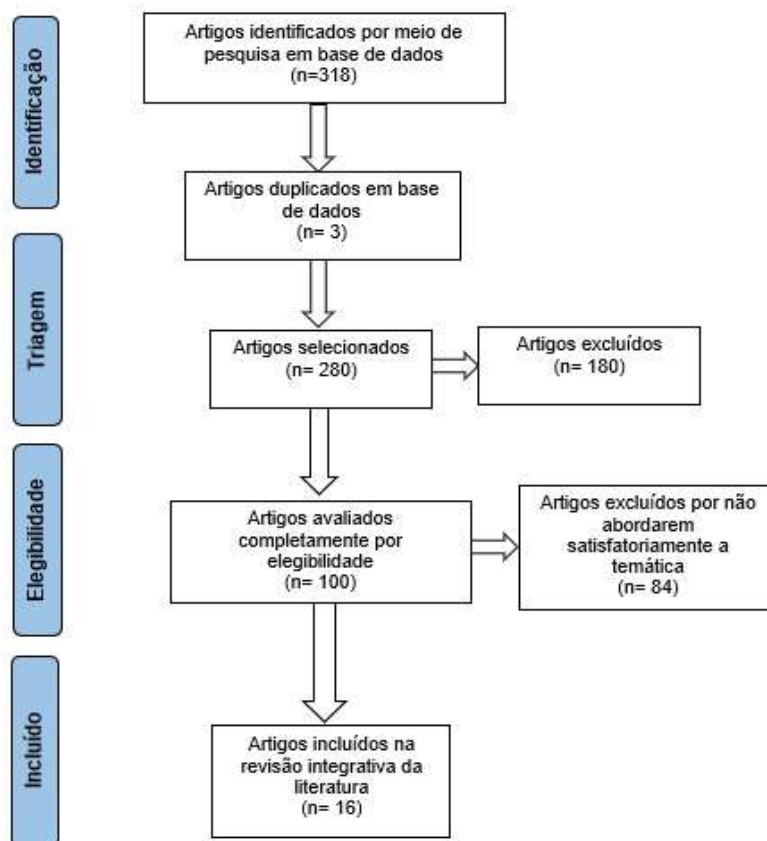 Identificação
Artigos identificados por meio de
pesquisa em base de dados
(n=318)
Artigos duplicados em base
de dados
(n= 3)
Triagem
Artigos selecionados
(n= 280)
Artigos excluídos
(n= 180)
Elegibilidade
Artigos avaliados
completamente por
elegibilidade
(n= 100)
Artigos excluídos por não
abordarem
satisfatoriamente a
temática
(n= 84)
Incluído
Artigos incluídos na
revisão integrativa da
literatura
(n= 16)